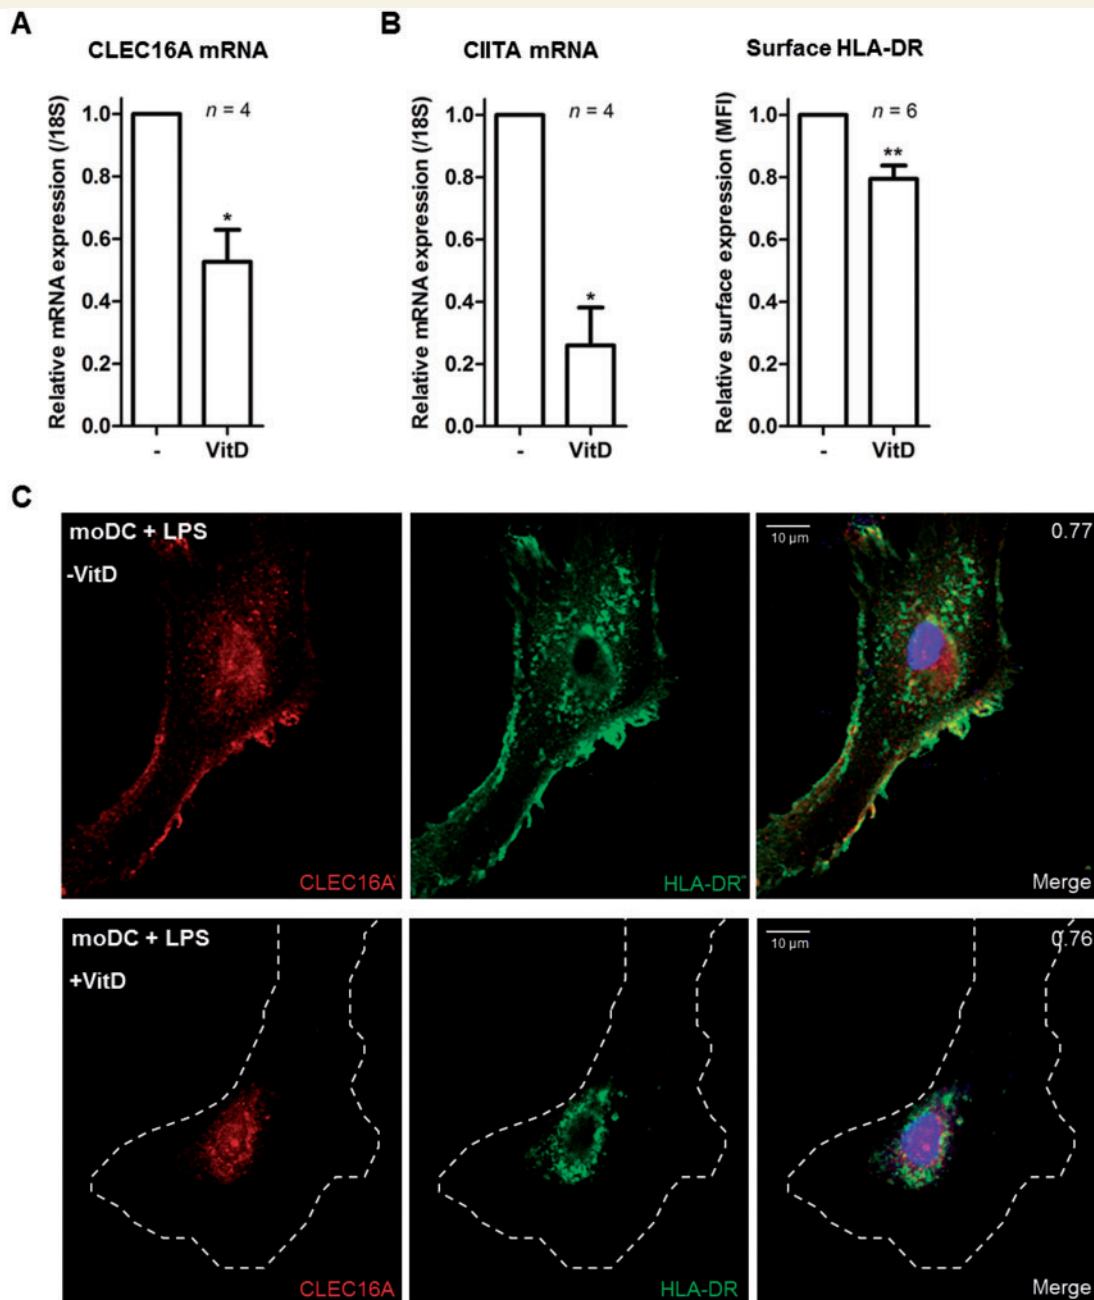 A
B
CLEC16A mRNA
CIITA mRNA
Surface HLA-DR
Relative mRNA expression (/18S)
1.0
0.8
0.6
0.4
0.2
0.0
n = 4
*
-
VitD
Relative mRNA expression (/18S)
1.0
0.8
0.6
0.4
0.2
0.0
n = 4
*
-
VitD
Relative surface expression (MFI)
1.0
0.8
0.6
0.4
0.2
0.0
n = 6
**
-
VitD
C
moDC + LPS
-VitD
CLEC16A
HLA-DR
10 µm
0.77
Merge
moDC + LPS
+VitD
CLEC16A
HLA-DR
10 µm
0.76
Merge